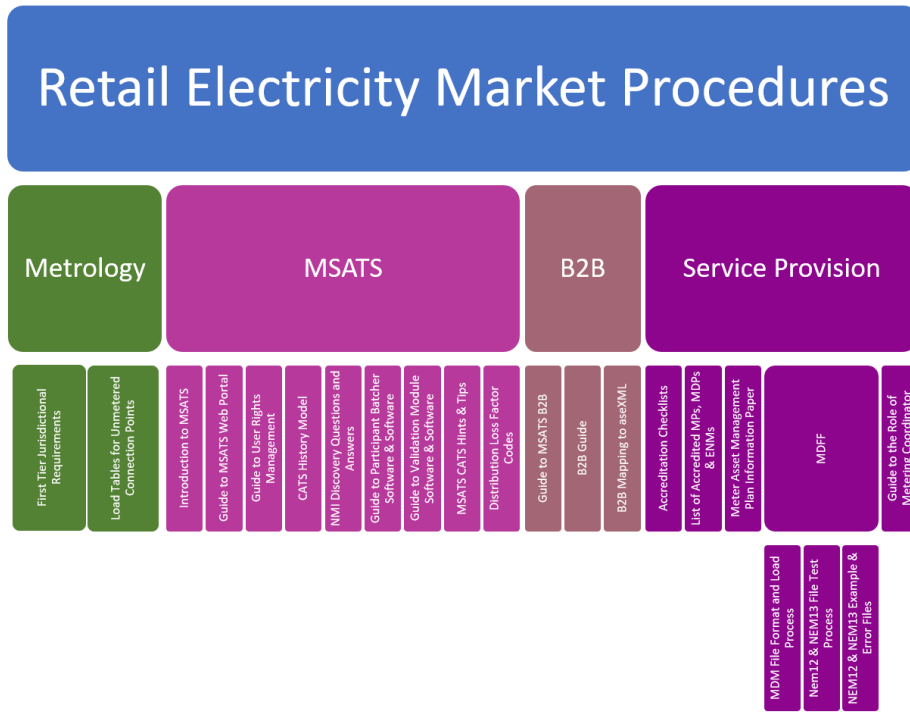 Retail Electricity Market Procedures
Metrology
MSATS
B2B
Service Provision
First Tier Jurisdictional
Requirements
Load Tables for Unmetered
Connection Points
Introduction to MSATS
Guide to MSATS Web Portal
Guide to User Rights
Management
CATS History Model
NMI Discovery Questions and
Answers
Guide to Participant Batcher
Software & Software
Guide to Validation Module
Software & Software
MSATS CATS Hints & Tips
Distribution Loss Factor
Codes
Guide to MSATS B2B
B2B Guide
B2B Mapping to aseXML
Accreditation Checklists
List of Accredited MPs, MDPs
& ENMs
Meter Asset Management
Plan Information Paper
MDFF
Guide to the Role of
Metering Coordinator
MDM File Format and Load
Process
Nem12 & NEM13 File Test
Process
NEM12 & NEM13 Example &
Error Files